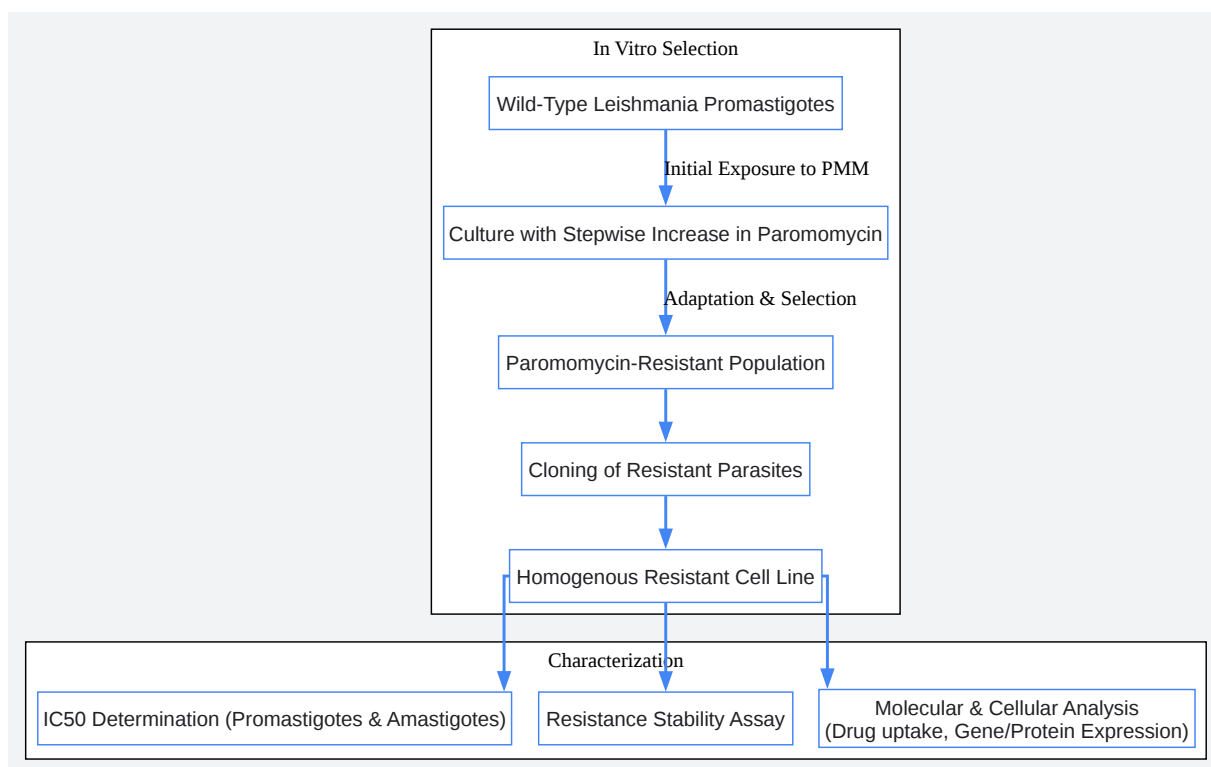 In Vitro Selection
Wild-Type Leishmania Promastigotes
Initial Exposure to PMM
Culture with Stepwise Increase in Paromomycin
Adaptation & Selection
Paromomycin-Resistant Population
Cloning of Resistant Parasites
Homogenous Resistant Cell Line
Characterization
IC50 Determination (Promastigotes & Amastigotes)
Resistance Stability Assay
Molecular & Cellular Analysis
(Drug uptake, Gene/Protein Expression)